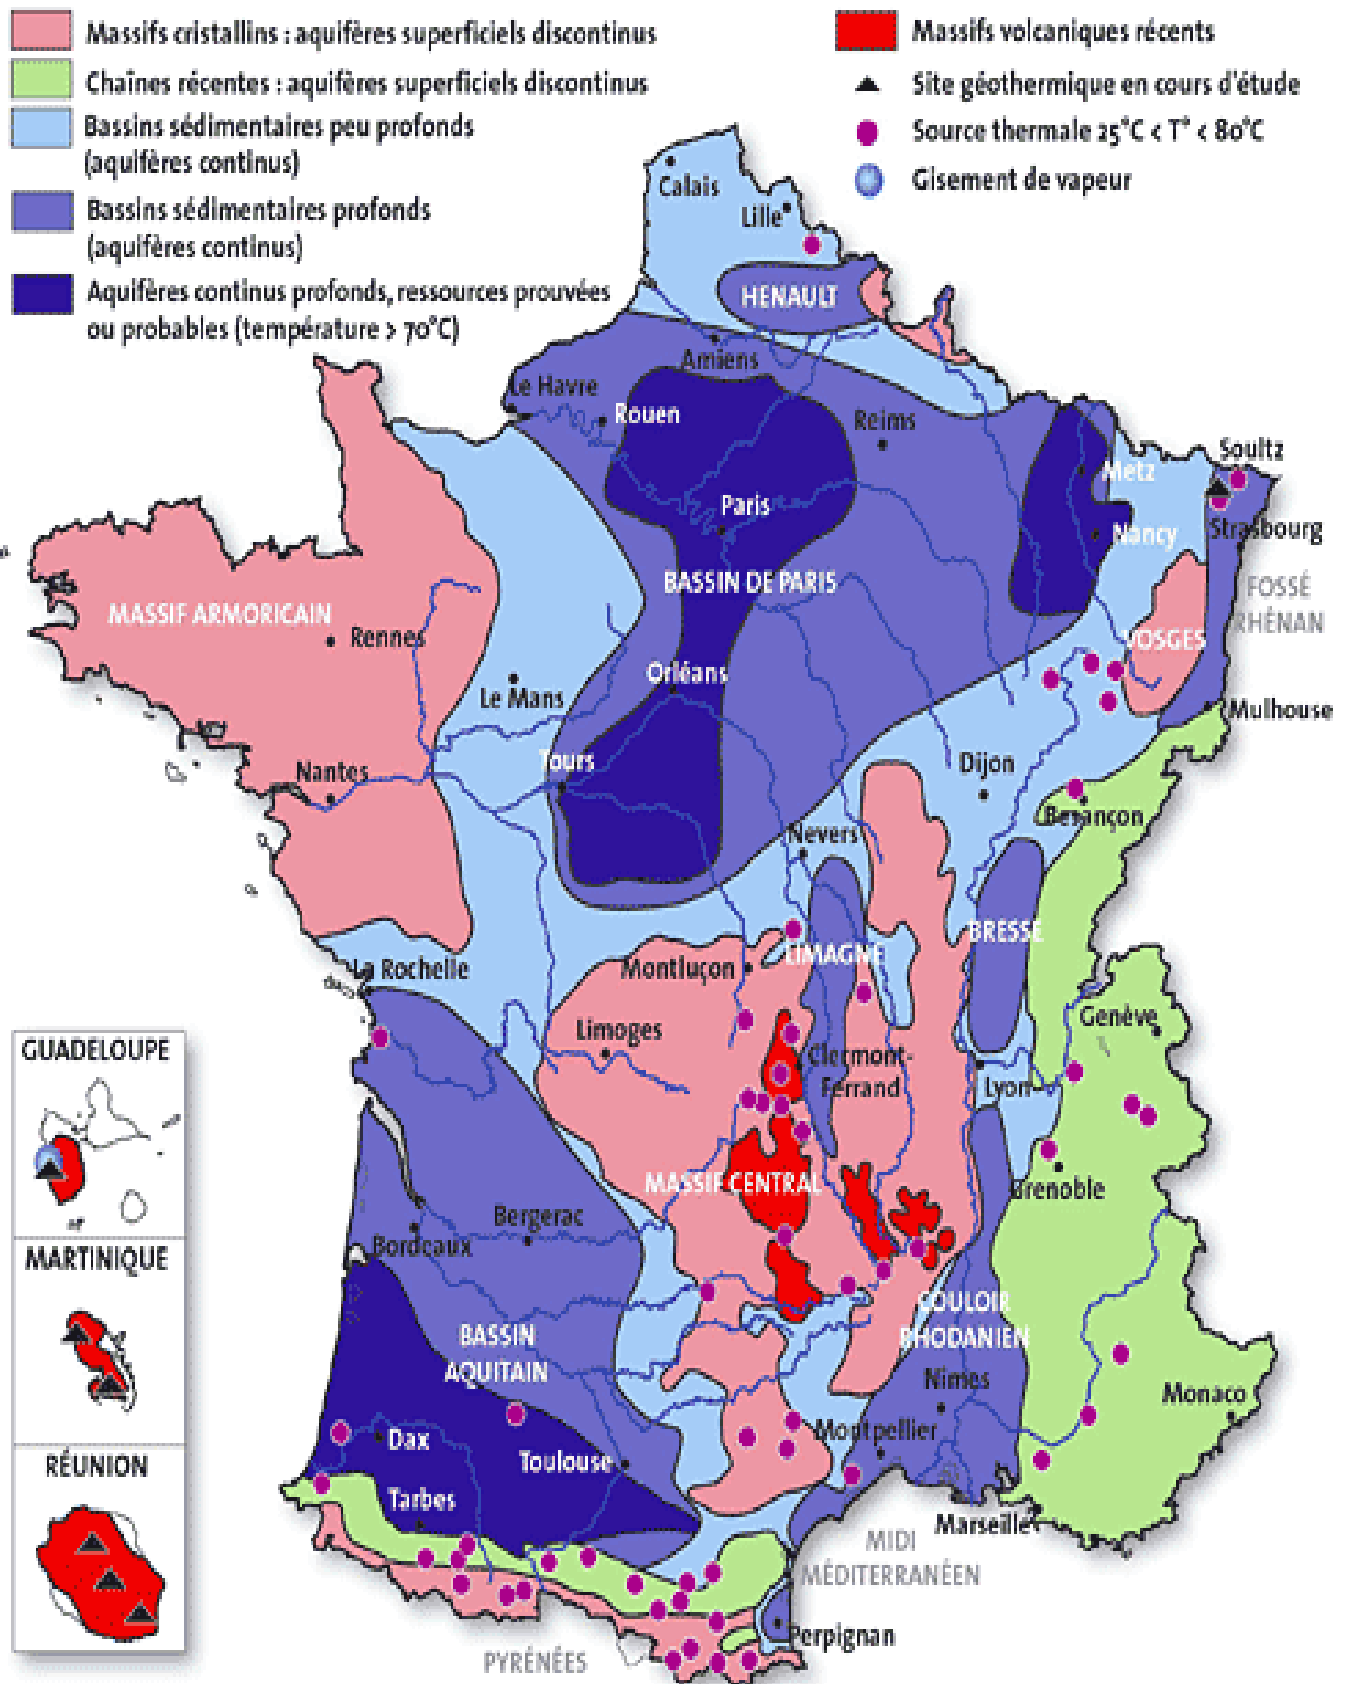 Massifs cristallins : aquifères superficiels discontinus
Chaînes récentes : aquifères superficiels discontinus
Bassins sédimentaires peu profonds
(aquifères continus)
Bassins sédimentaires profonds
(aquifères continus)
Aquifères continus profonds, ressources prouvées
ou probables (température > 70°C)
Massifs volcaniques récents
Site géothermique en cours d'étude
Source thermale 25°C < T° < 80°C
Gisement de vapeur
Calais
Lille
HENAULT
Amiens
Le Havre
Rouen
Reims
Metz
Soultz
Paris
Nancy
Strasbourg
BASSIN DE PARIS
FOSSÉ
RHÉNAN
MASSIF ARMORICAIN
Rennes
VOSGES
Orléans
Le Mans
Mulhouse
Tours
Nantes
Dijon
Besançon
Nevers
BRESSE
LIMAGNE
La Rochelle
Montluçon
Genève
Limoges
Clermont-
Ferrand
Lyon
MASSIF CENTRAL
Grenoble
Bergerac
Bordeaux
COULOIR
RHODANIEN
BASSIN
AQUITAIN
Nimes
Monaco
Montpellier
Dax
Toulouse
Tarbes
Marseille
MIDI
MÉDITERRANÉEN
Perpignan
PYRÉNÉES
GUADELOUPE
MARTINIQUE
RÉUNION